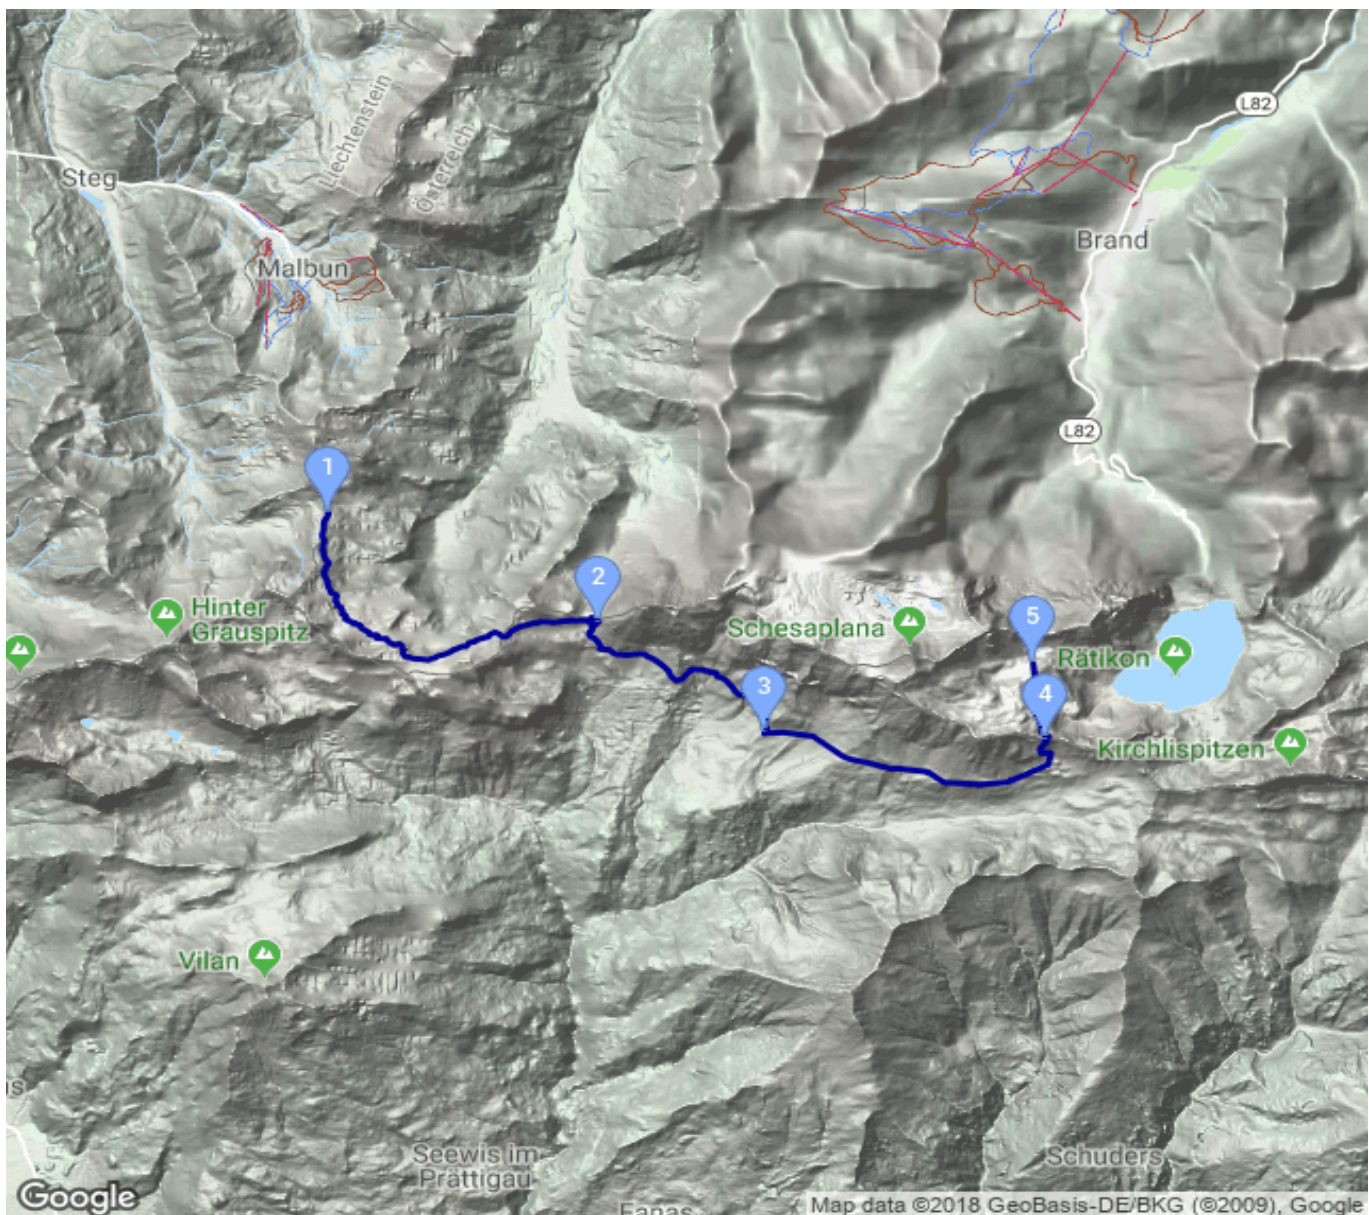 L82
Liechtenstein
Österreich
Steg
Malbun
Brand
L82
1
2
Hinter
Grauspitz
Schesaplana
5
Rätikon
3
4
Kirchlispitzen
Vilan
Seewis im
Prättigau
Schuders
Fanas
Google
Map data ©2018 GeoBasis-DE/BKG (©2009), Google